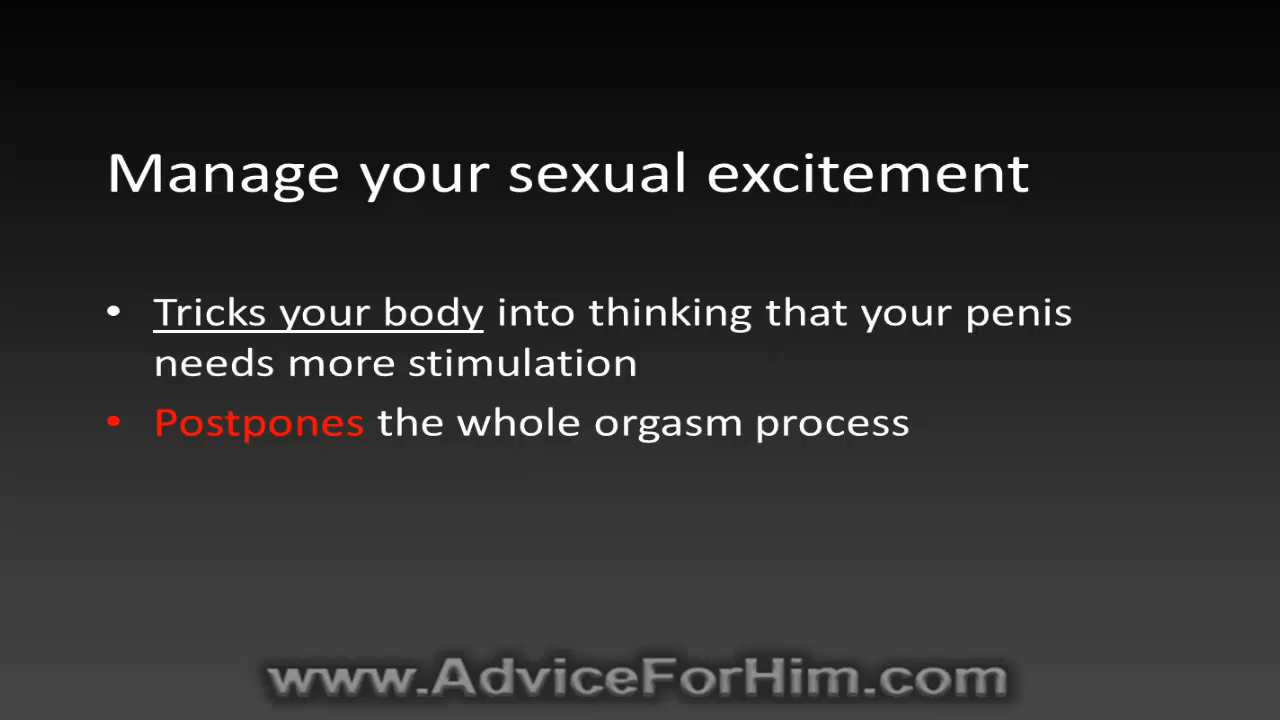 Manage your sexual excitement
• Tricks your body into thinking that your penis
needs more stimulation
• Postpones the whole orgasm process
www.AdviceForHim.com